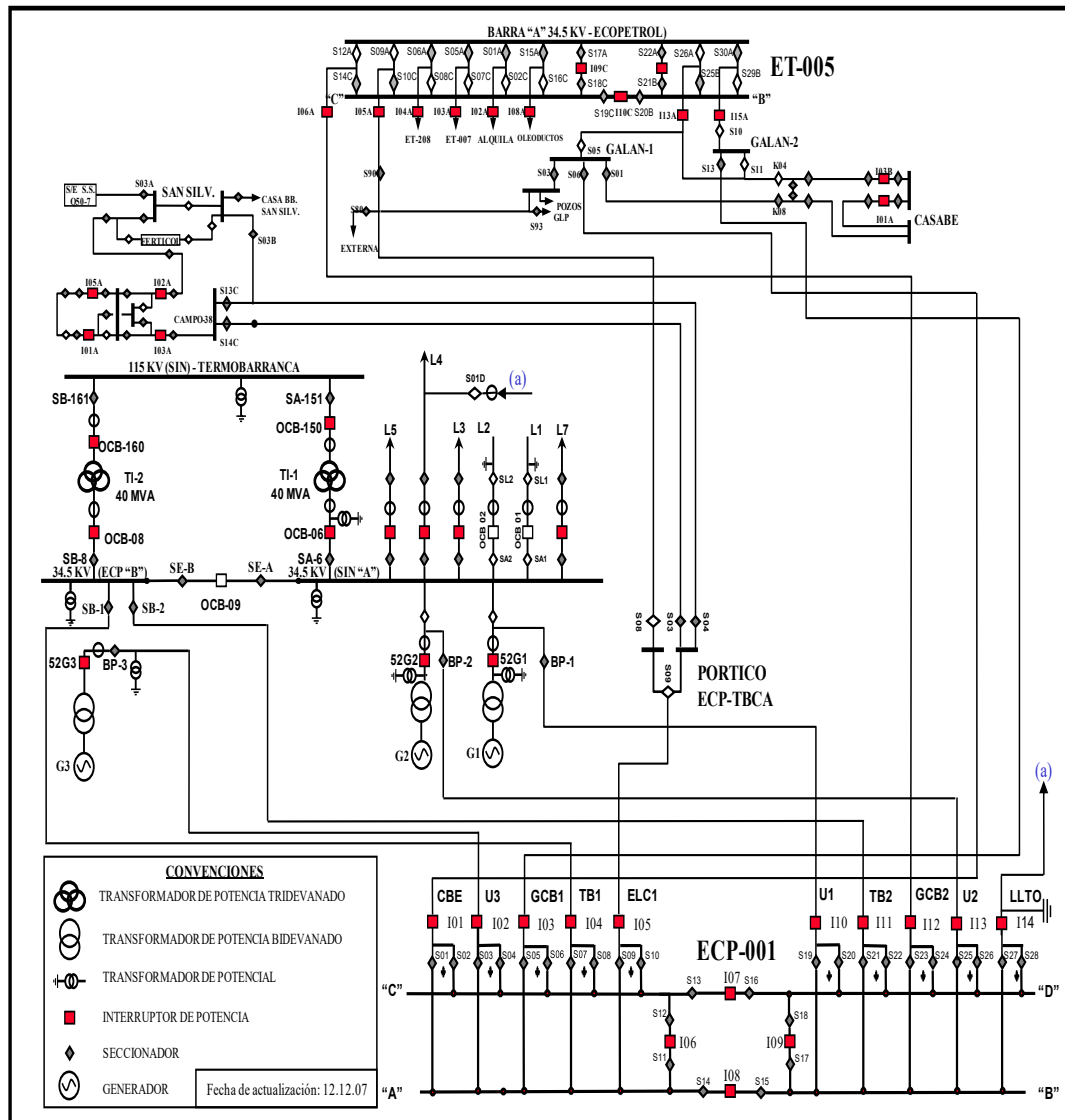 BARRA “A” 34.5 KV - ECOPETROL)
ET-005
S12A S09A S06A S05A S01A S15A S17A S22A S26A S30A
I09C
S14C S10C S08C S07C S02C S16C S18C S21B S25B S29B
“C” “B”
S19C I10C S20B
I06A I05A I04A I03A I02A I08A I13A I15A
ET-208 ET-007 ALQUILA OLEODUCTOS
S10
S05 GALAN-1 GALAN-2
S90 S03 S06 S01 S13 S11 K04 I03B
S/E S.S. Q50-7 S03A SAN SILV. CASA BB. SAN SILV.
POZOS GLP
K08 I01A
CASABE
S80 S93
EXTERNA
FERTICOL S03B
I05A I02A S13C
CAMPO-38
I01A I03A S14C
115 KV (SIN) - TERMOBARRANCA
L4
S01D (a)
SB-161 SA-151
OCB-160 OCB-150
L5 L3 L2 L1 L7
TI-2 40 MVA
TI-1 40 MVA
SL2 SL1
OCB 02 OCB 01
OCB-08 OCB-06
SB-8 SA-6 SA2 SA1
34.5 KV (ECP “B”) SE-B SE-A 34.5 KV (SIN “A”)
OCB-09
SB-1 SB-2
S08 S03 S04
52G3 BP-3 52G2 BP-2 52G1 BP-1
S09
PORTICO ECP-TBCA
G3 G2 G1
(a)
CONVENCIONES
TRANSFORMADOR DE POTENCIA TRIDEVANADO
TRANSFORMADOR DE POTENCIA BIDEVANADO
TRANSFORMADOR DE POTENCIAL
INTERRUPTOR DE POTENCIA
SECCIONADOR
GENERADOR
Fecha de actualización: 12.12.07
CBE U3 GCB1 TB1 ELC1 U1 TB2 GCB2 U2 LLTO
I01 I02 I03 I04 I05 I10 I11 I12 I13 I14
ECP-001
S01 S02 S03 S04 S05 S06 S07 S08 S09 S10 S19 S20 S21 S22 S23 S24 S25 S26 S27 S28
“C” S13 I07 S16 “D”
S12 S18
I06 I09
S11 S17
“A” S14 I08 S15 “B”